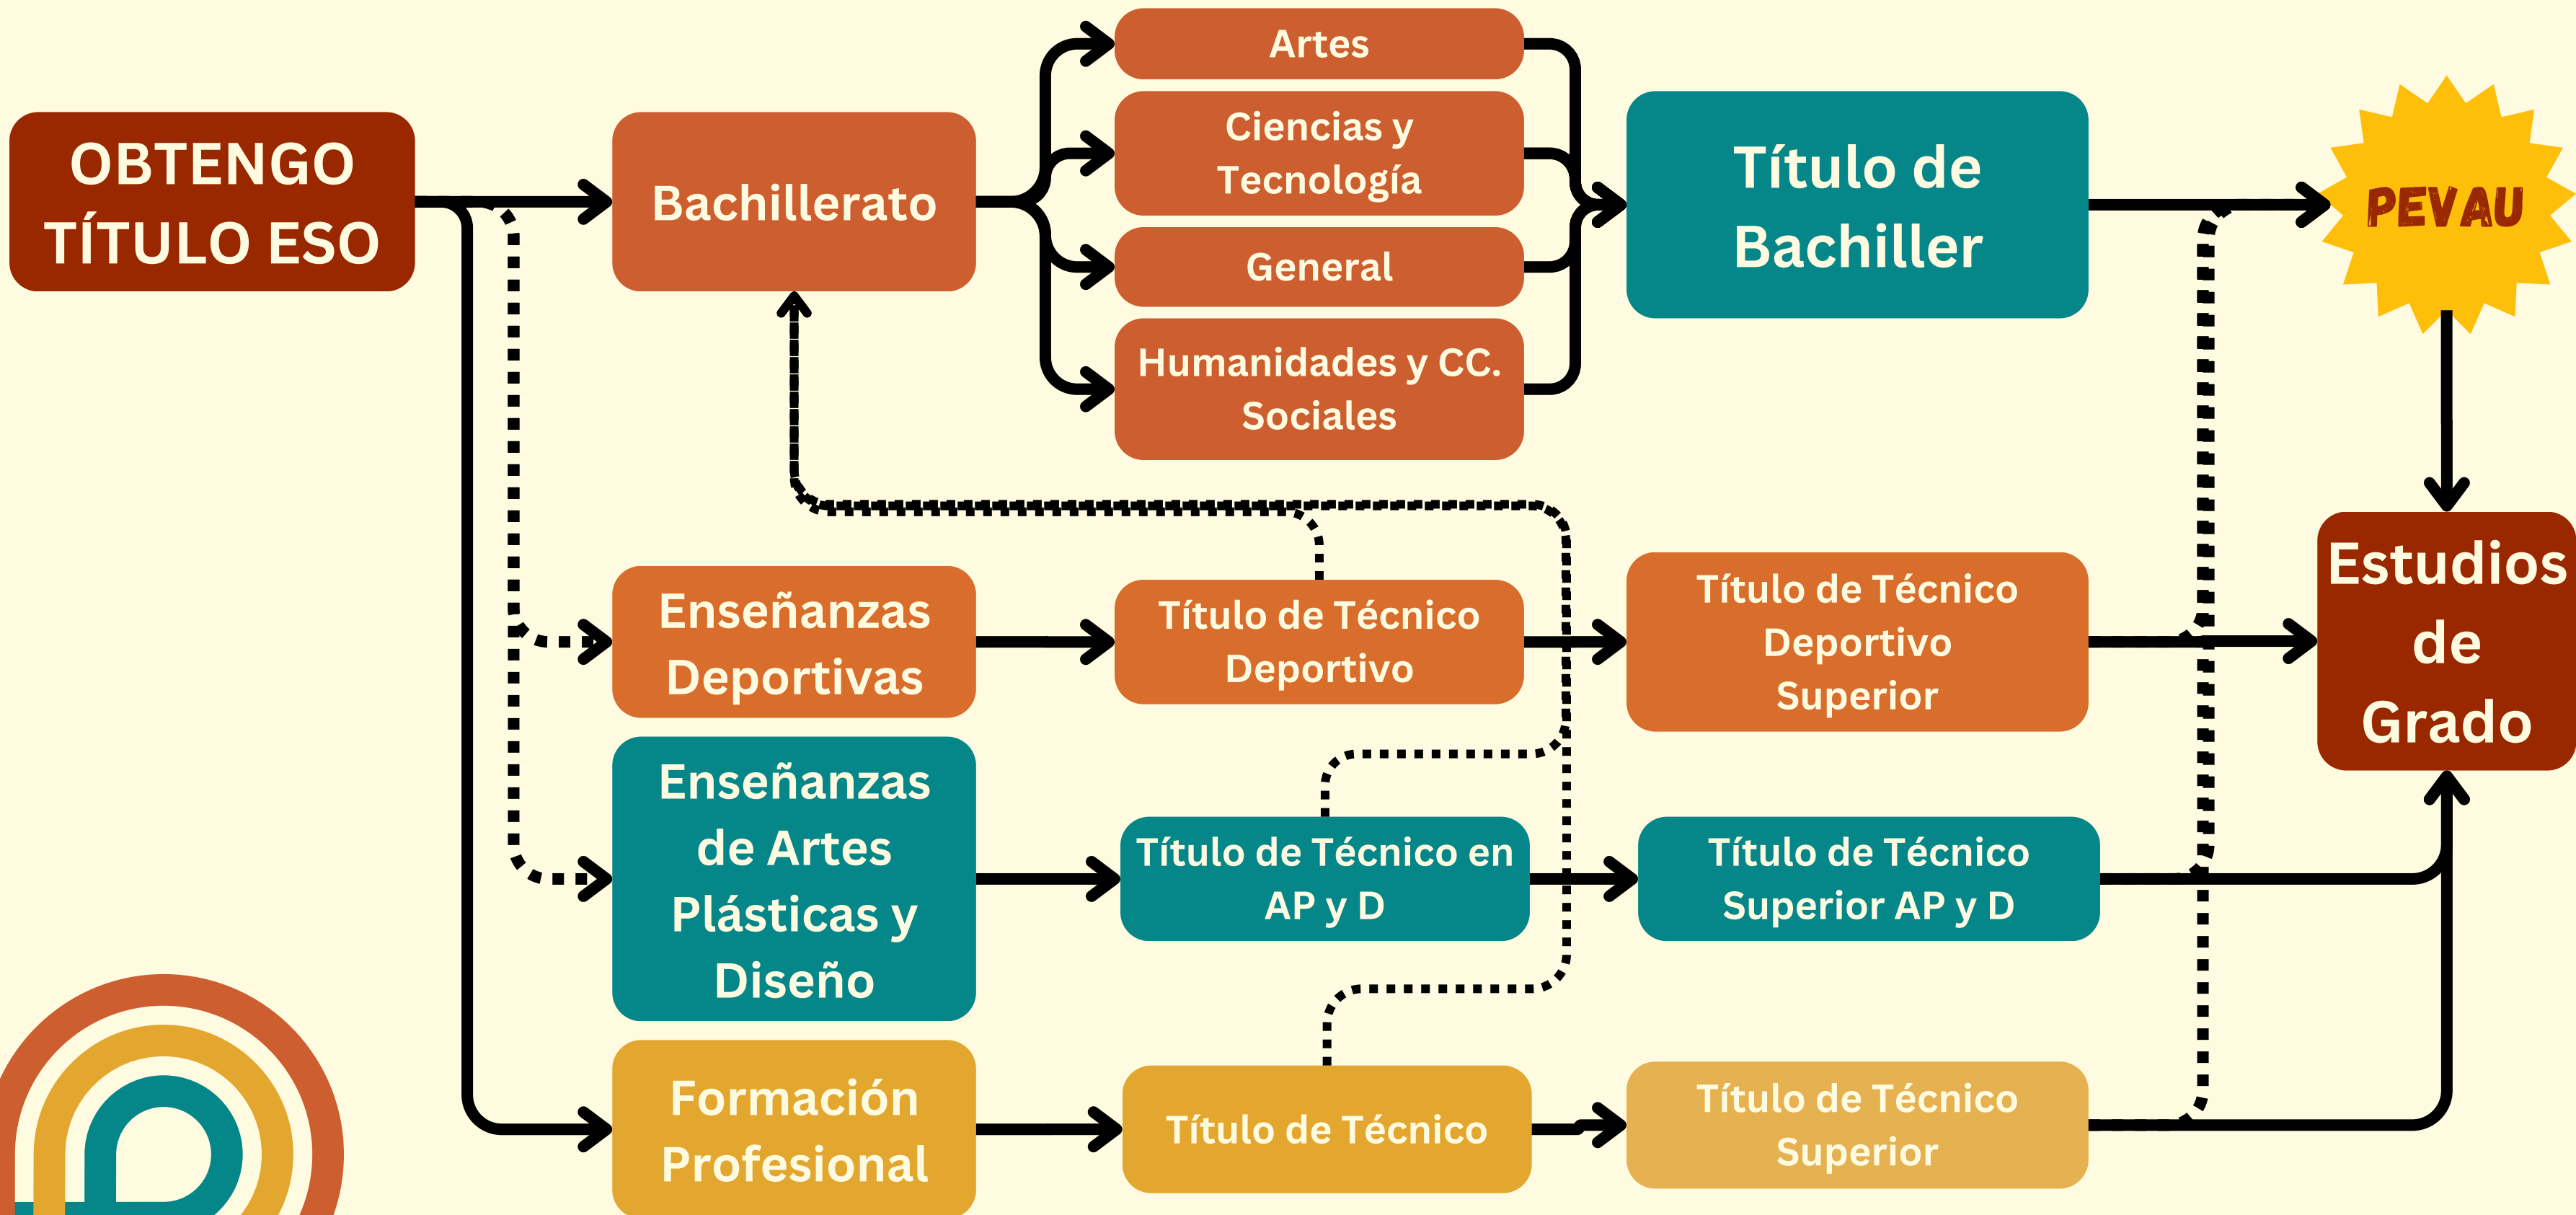 OBTENGO
TÍTULO ESO
Bachillerato
Artes
Ciencias y
Tecnología
General
Humanidades y CC.
Sociales
Título de
Bachiller
PEVAU
Enseñanzas
Deportivas
Título de Técnico
Deportivo
Título de Técnico
Deportivo
Superior
Estudios
de
Grado
Enseñanzas
de Artes
Plásticas y
Diseño
Título de Técnico en
AP y D
Título de Técnico
Superior AP y D
Formación
Profesional
Título de Técnico
Título de Técnico
Superior